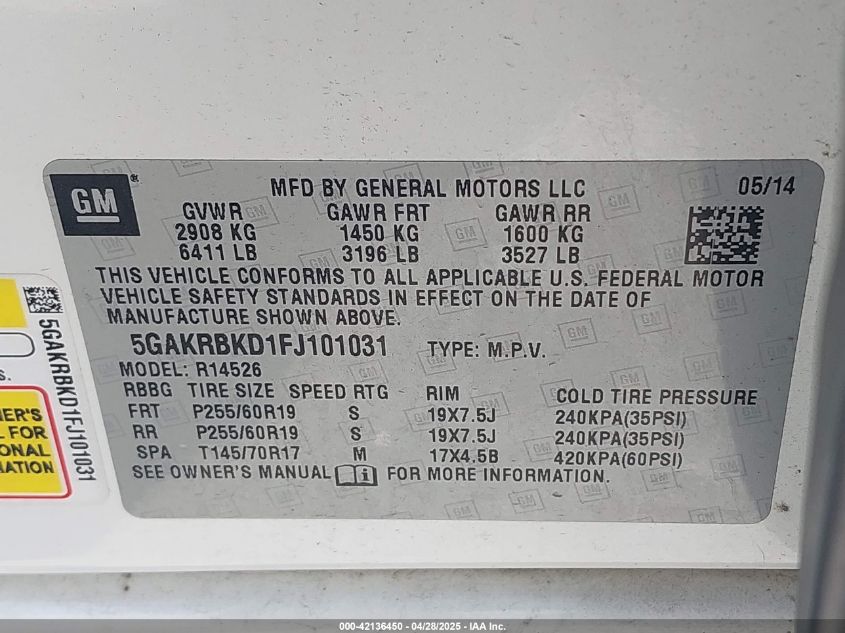 GM
MFD BY GENERAL MOTORS LLC 05/14
GVWR GAWR FRT GAWR RR
2908 KG 1450 KG 1600 KG
6411 LB 3196 LB 3527 LB
THIS VEHICLE CONFORMS TO ALL APPLICABLE U.S. FEDERAL MOTOR
VEHICLE SAFETY STANDARDS IN EFFECT ON THE DATE OF
MANUFACTURE SHOWN ABOVE.
5GAKRBKD1FJ101031 TYPE: M.P.V.
MODEL: R14526
RBBG TIRE SIZE SPEED RTG RIM COLD TIRE PRESSURE
FRT P255/60R19 S 19X7.5J 240KPA(35PSI)
RR P255/60R19 S 19X7.5J 240KPA(35PSI)
SPA T145/70R17 M 17X4.5B 420KPA(60PSI)
SEE OWNER'S MANUAL i FOR MORE INFORMATION.
5GAKRBKD1FJ101031
S.
NER'S
L FOR
ONAL
MATION
000-42136450 - 04/28/2025 - IAA Inc.